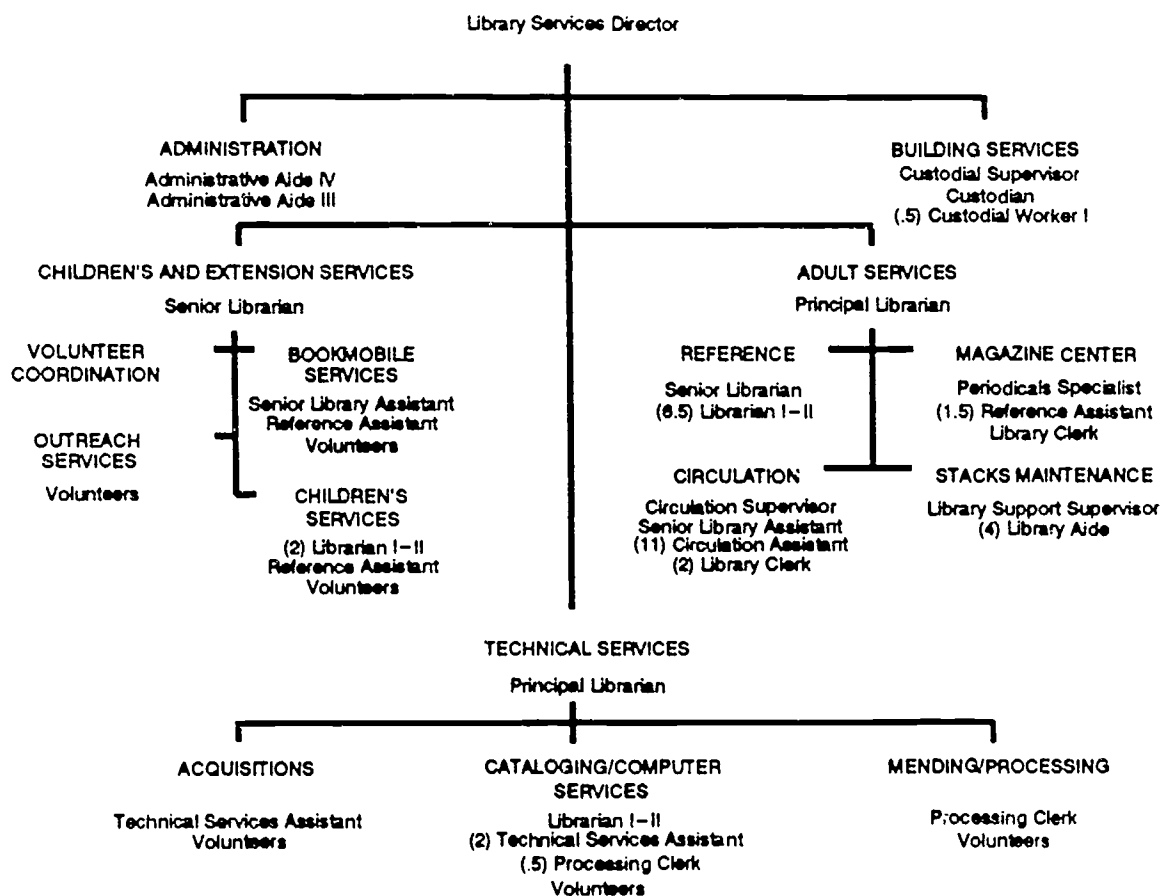 Library Services Director
ADMINISTRATION
Administrative Aide IV
Administrative Aide III
BUILDING SERVICES
Custodial Supervisor
Custodian
(.5) Custodial Worker I
CHILDREN'S AND EXTENSION SERVICES
Senior Librarian
VOLUNTEER
COORDINATION
BOOKMOBILE
SERVICES
Senior Library Assistant
Reference Assistant
Volunteers
OUTREACH
SERVICES
Volunteers
CHILDREN'S
SERVICES
(2) Librarian I-II
Reference Assistant
Volunteers
ADULT SERVICES
Principal Librarian
REFERENCE
Senior Librarian
(6.5) Librarian I-II
MAGAZINE CENTER
Periodicals Specialist
(1.5) Reference Assistant
Library Clerk
CIRCULATION
Circulation Supervisor
Senior Library Assistant
(11) Circulation Assistant
(2) Library Clerk
STACKS MAINTENANCE
Library Support Supervisor
(4) Library Aide
TECHNICAL SERVICES
Principal Librarian
ACQUISITIONS
Technical Services Assistant
Volunteers
CATALOGING/COMPUTER
SERVICES
Librarian I-II
(2) Technical Services Assistant
(.5) Processing Clerk
Volunteers
MENDING/PROCESSING
Processing Clerk
Volunteers